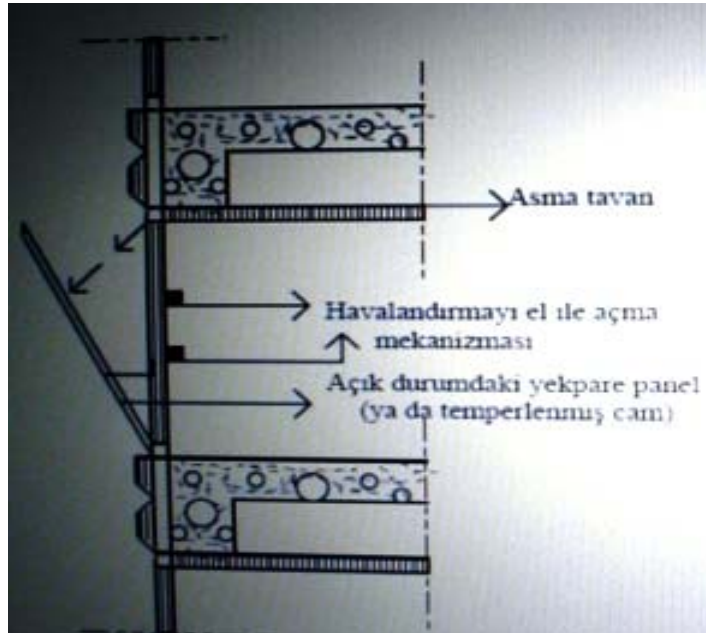 Asma tavan
Havalandırmayı el ile açma
mekanizması
Açık durumdaki yekpare panel
(ya da temperlenmiş cam)